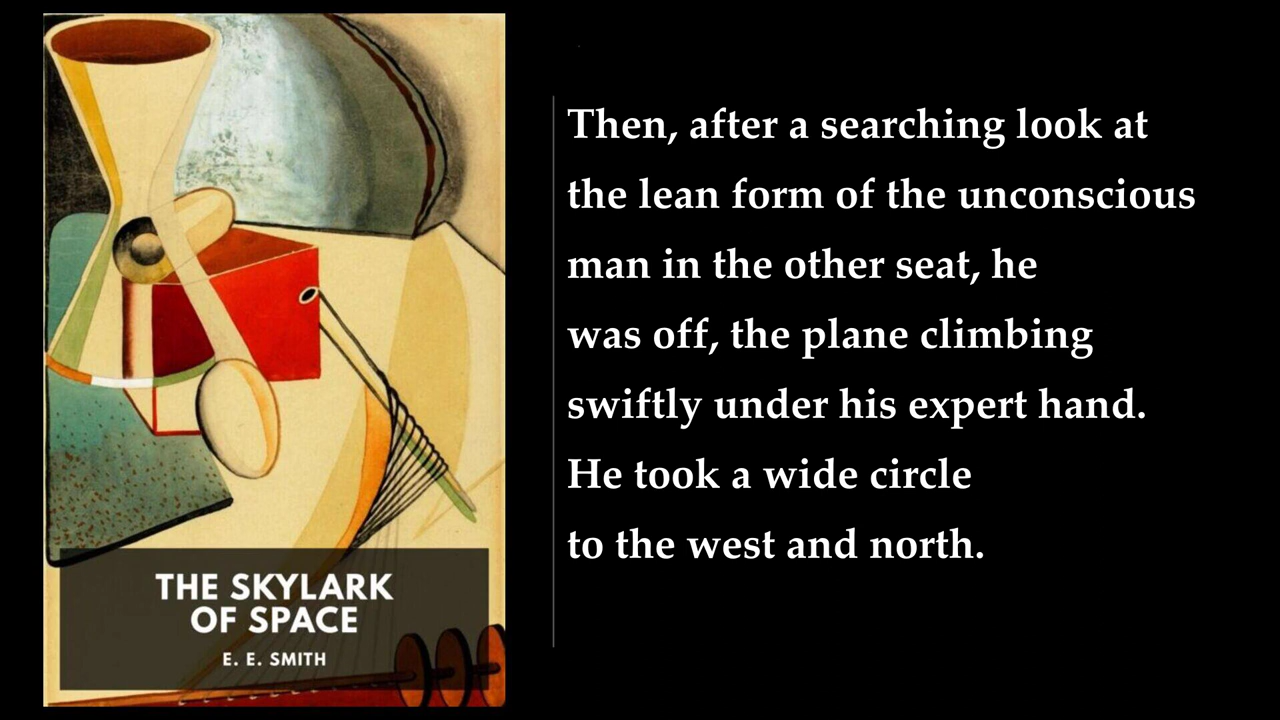 THE SKYLARK
OF SPACE
E. E. SMITH
Then, after a searching look at
the lean form of the unconscious
man in the other seat, he
was off, the plane climbing
swiftly under his expert hand.
He took a wide circle
to the west and north.